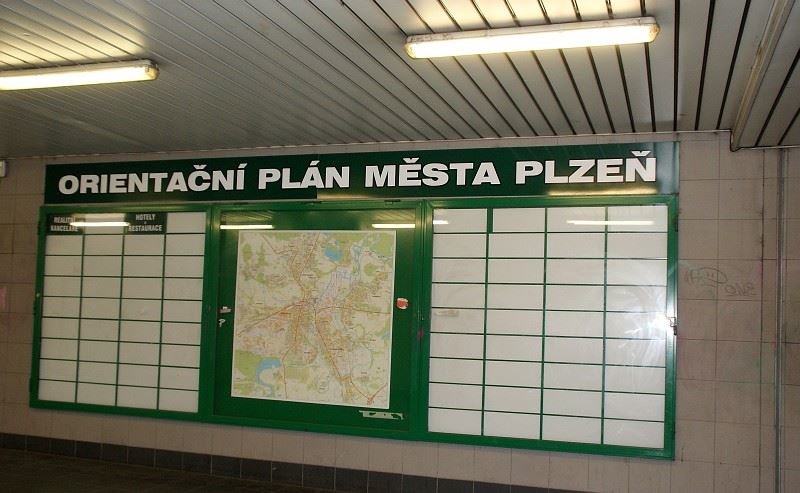 ORIENTAČNÍ PLÁN MĚSTA PLZEŇ
REALITNÍ
KANCELÁŘE
HOTELY
RESTAURACE